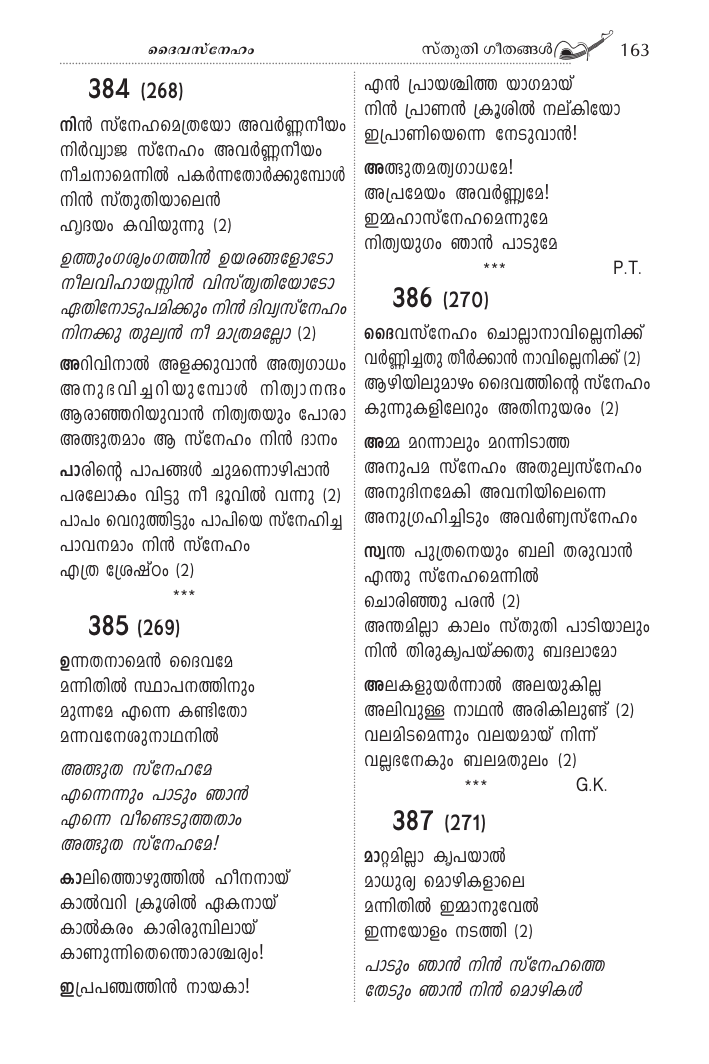 ദൈവസ്നേഹം
സ്തുതി ഗീതങ്ങൾ 163
384 (268)
നിൻ സ്നേഹമെത്രയോ അവർണ്ണനീയം
നിർവ്യാജ സ്നേഹം അവർണ്ണനീയം
നീചനാമെന്നിൽ പകർന്നതോർക്കുമ്പോൾ
നിൻ സ്തുതിയാലെൻ
ഹൃദയം കവിയുന്നു (2)
ഉത്തുംഗശൃംഗത്തിൻ ഉയരങ്ങളോടോ
നീലവിഹായസ്സിൻ വിസ്തൃതിയോടോ
ഏതിനോടുപമിക്കും നിൻ ദിവ്യസ്നേഹം
നിനക്കു തുല്യൻ നീ മാത്രമല്ലോ (2)
അറിവിനാൽ അളക്കുവാൻ അത്യഗാധം
അനുഭവിച്ചറിയുമ്പോൾ നിത്യാനന്ദം
ആരാഞ്ഞറിയുവാൻ നിത്യതയും പോരാ
അത്ഭുതമാം ആ സ്നേഹം നിൻ ദാനം
പാരിന്റെ പാപങ്ങൾ ചുമന്നൊഴിപ്പാൻ
പരലോകം വിട്ടു നീ ഭൂവിൽ വന്നു (2)
പാപം വെറുത്തിട്ടും പാപിയെ സ്നേഹിച്ച
പാവനമാം നിൻ സ്നേഹം
എത്ര ശ്രേഷ്ഠം (2)
***
385 (269)
ഉന്നതനാമെൻ ദൈവമേ
മന്നിതിൽ സ്ഥാപനത്തിനും
മുന്നമേ എന്നെ കണ്ടിതോ
മന്നവനേശുനാഥനിൽ
അത്ഭുത സ്നേഹമേ
എന്നെന്നും പാടും ഞാൻ
എന്നെ വീണ്ടെടുത്തതാം
അത്ഭുത സ്നേഹമേ!
കാലിത്തൊഴുത്തിൽ ഹീനനായ്
കാൽവറി ക്രൂശിൽ ഏകനായ്
കാൽകരം കാരിരുമ്പിലായ്
കാണുന്നിതെന്തൊരാശ്ചര്യം!
ഇപ്രപഞ്ചത്തിൻ നായകാ!
എൻ പ്രായശ്ചിത്ത യാഗമായ്
നിൻ പ്രാണൻ ക്രൂശിൽ നല്കിയോ
ഇപ്രാണിയെന്നെ നേടുവാൻ!
അത്ഭുതമത്യഗാധമേ!
അപ്രമേയം അവർണ്ണ്യമേ!
ഇമ്മഹാസ്നേഹമെന്നുമേ
നിത്യയുഗം ഞാൻ പാടുമേ
*** P.T.
386 (270)
ദൈവസ്നേഹം ചൊല്ലാനാവില്ലെനിക്ക്
വർണ്ണിച്ചതു തീർക്കാൻ നാവില്ലെനിക്ക് (2)
ആഴിയിലുമാഴം ദൈവത്തിന്റെ സ്നേഹം
കുന്നുകളിലേറും അതിനുയരം (2)
അമ്മ മറന്നാലും മറന്നിടാത്ത
അനുപമ സ്നേഹം അതുല്യസ്നേഹം
അനുദിനമേകി അവനിയിലെന്നെ
അനുഗ്രഹിച്ചിടും അവർണ്യസ്നേഹം
സ്വന്ത പുത്രനെയും ബലി തരുവാൻ
എന്തു സ്നേഹമെന്നിൽ
ചൊരിഞ്ഞു പരൻ (2)
അന്തമില്ലാ കാലം സ്തുതി പാടിയാലും
നിൻ തിരുകൃപയ്ക്കതു ബദലാമോ
അലകളുയർന്നാൽ അലയുകില്ല
അലിവുള്ള നാഥൻ അരികിലുണ്ട് (2)
വലമിടമെന്നും വലയമായ് നിന്ന്
വല്ലഭനേകും ബലമതുലം (2)
*** G.K.
387 (271)
മാറ്റമില്ലാ കൃപയാൽ
മാധുര്യ മൊഴികളാലെ
മന്നിതിൽ ഇമ്മാനുവേൽ
ഇന്നയോളം നടത്തി (2)
പാടും ഞാൻ നിൻ സ്നേഹത്തെ
തേടും ഞാൻ നിൻ മൊഴികൾ